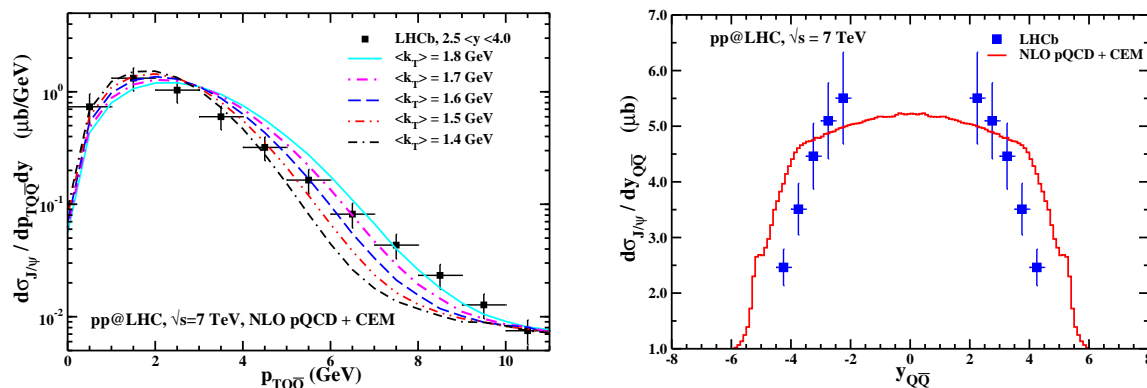 LHCb, 2.5 <y <4.0
<k_T> = 1.8 GeV
<k_T> = 1.7 GeV
<k_T> = 1.6 GeV
<k_T> = 1.5 GeV
<k_T> = 1.4 GeV
pp@LHC, √s=7 TeV, NLO pQCD + CEM
dσ_J/ψ / dp_TQQ̅ dy (μb/GeV)
10^0
10^-1
10^-2
0 2 4 6 8 10
p_TQQ̅ (GeV)
pp@LHC, √s = 7 TeV
LHCb
NLO pQCD + CEM
dσ_J/ψ / dy_QQ̅ (μb)
7.0
6.0
5.0
4.0
3.0
2.0
1.0
-8 -6 -4 -2 0 2 4 6 8
y_QQ̅